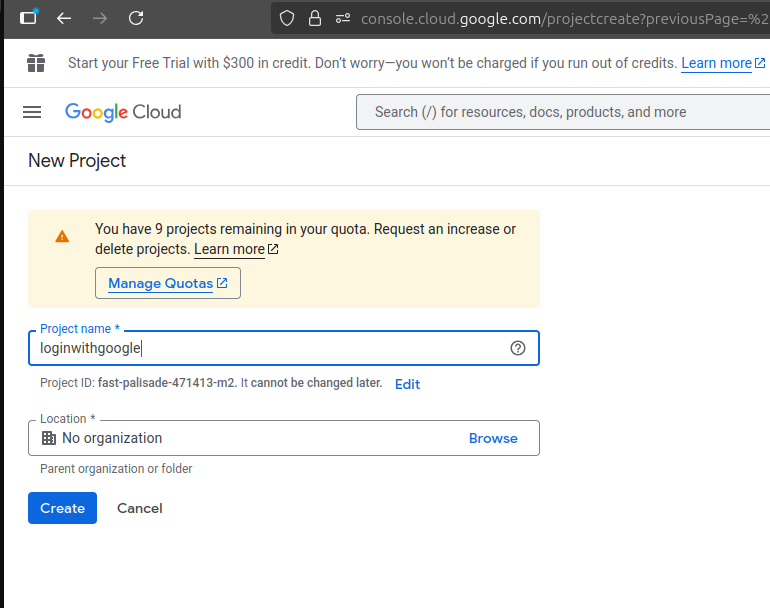 console.cloud.google.com/projectcreate?previousPage=%2
Start your Free Trial with $300 in credit. Don’t worry—you won’t be charged if you run out of credits. Learn more
Google Cloud
Search (/) for resources, docs, products, and more
New Project
You have 9 projects remaining in your quota. Request an increase or
delete projects. Learn more
Manage Quotas
Project name *
loginwithgoogle
Project ID: fast-palisade-471413-m2. It cannot be changed later. Edit
Location *
No organization Browse
Parent organization or folder
Create Cancel